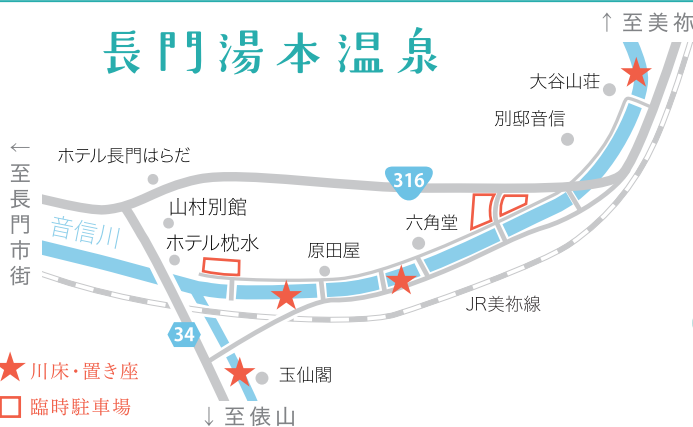 ↑至美祢
長門湯本温泉
大谷山荘
別邸音信
←至長門市街
ホテル長門はらだ
316
山村別館
音信川
六角堂
ホテル枕水
原田屋
JR美祢線
34
川床・置き座
玉仙閣
臨時駐車場
↓至俵山